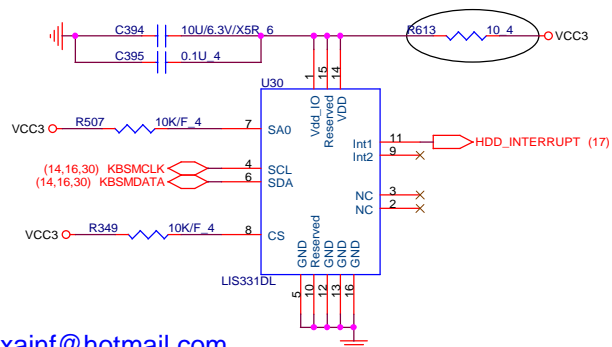 C394 10U/6.3V/X5R_6
R613 10_4
VCC3
C395 0.1U_4
U30
1 15 14
Vdd_IO Reserved VDD
R507 10K/F_4
VCC3
7 SA0
Int1 11 HDD_INTERRUPT (17)
Int2 9
(14,16,30) KBSMCLK 4 SCL
(14,16,30) KBSMDATA 6 SDA
NC 3
NC 2
R349 10K/F_4
VCC3
8 CS
GND Reserved GND GND GND
LIS331DL
5 10 12 13 16
xainf@hotmail.com